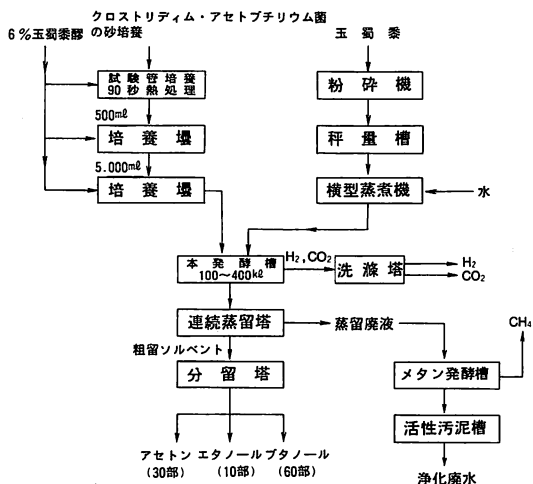 クロストリディム・アセトブチリウム菌
の砂培養
6%玉蜀黍醪
玉蜀黍
試験管培養
90秒熱処理
粉砕機
500mℓ
培養壜
秤量槽
5.000mℓ
培養壜
横型蒸煮機
水
本発酵槽
100〜400kℓ
H₂,CO₂
洗滌塔
H₂
CO₂
連続蒸留塔
蒸留廃液
CH₄
粗留ソルベント
分留塔
メタン発酵槽
活性汚泥槽
アセトン エタノール ブタノール
(30部) (10部) (60部)
浄化廃水